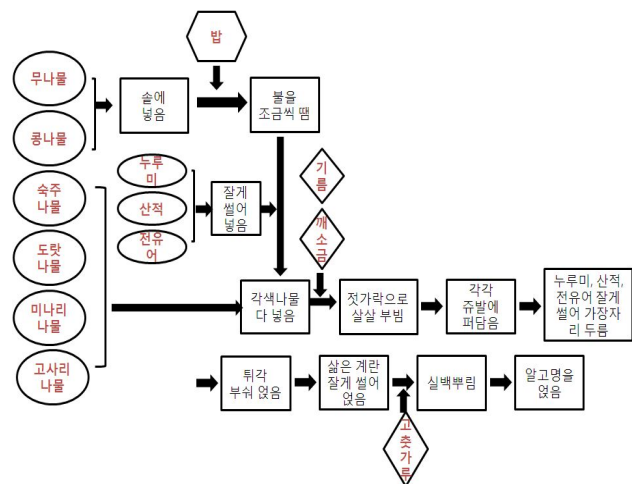 밥
무나물
콩나물
숙주
나물
도랏
나물
미나리
나물
고사리
나물
솥에
넣음
불을
조금씩 땜
누루
미
산적
전유
어
잘게
썰어
넣음
기
름
깨
소
금
각색나물
다 넣음
젓가락으로
살살 부빔
각각
쥬발에
퍼담음
누루미, 산적,
전유어 잘게
썰어 가장자
리 두름
튀각
부숴 얹음
삶은 계란
잘게 썰어
얹음
고
춧
가
루
실백뿌림
알고명을
얹음